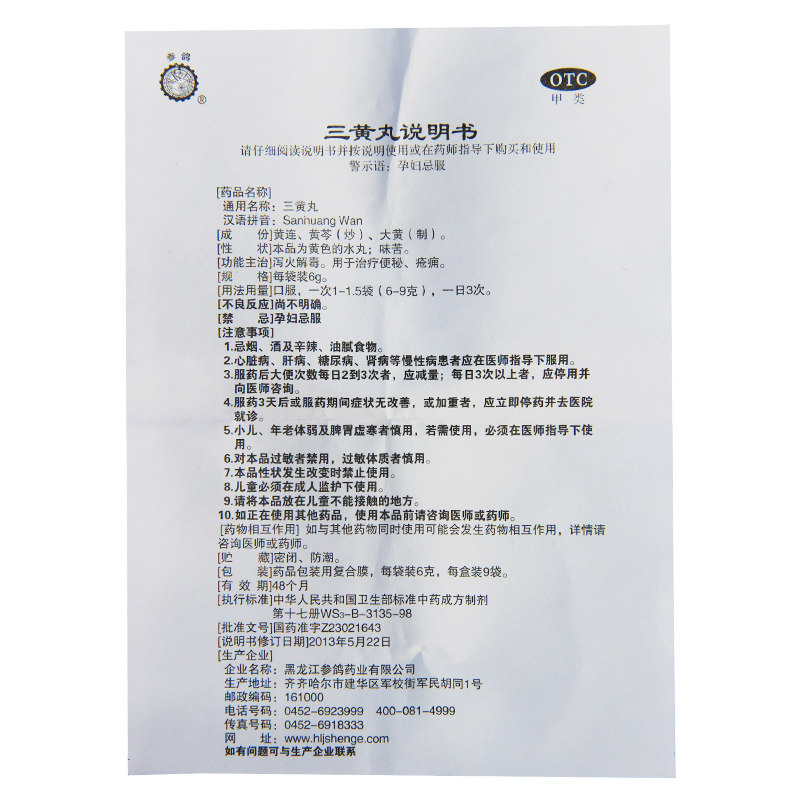 参鸽
®
OTC
甲类
三黄丸说明书
请仔细阅读说明书并按说明使用或在药师指导下购买和使用
警示语：孕妇忌服
[药品名称]
通用名称：三黄丸
汉语拼音：Sanhuang Wan
[成 份]黄连、黄芩（炒）、大黄（制）。
[性 状]本品为黄色的水丸；味苦。
[功能主治]泻火解毒。用于治疗便秘、疮疖。
[规 格]每袋装6g。
[用法用量]口服，一次1-1.5袋（6-9克），一日3次。
[不良反应]尚不明确。
[禁 忌]孕妇忌服
[注意事项]
1.忌烟、酒及辛辣、油腻食物。
2.心脏病、肝病、糖尿病、肾病等慢性病患者应在医师指导下服用。
3.服药后大便次数每日2到3次者，应减量；每日3次以上者，应停用并
向医师咨询。
4.服药3天后或服药期间症状无改善，或加重者，应立即停药并去医院
就诊。
5.小儿、年老体弱及脾胃虚寒者慎用，若需使用，必须在医师指导下使
用。
6.对本品过敏者禁用，过敏体质者慎用。
7.本品性状发生改变时禁止使用。
8.儿童必须在成人监护下使用。
9.请将本品放在儿童不能接触的地方。
10.如正在使用其他药品，使用本品前请咨询医师或药师。
[药物相互作用] 如与其他药物同时使用可能会发生药物相互作用，详情请
咨询医师或药师。
[贮 藏]密闭、防潮。
[包 装]药品包装用复合膜，每袋装6克，每盒装9袋。
[有 效 期]48个月
[执行标准]中华人民共和国卫生部标准中药成方制剂
第十七册WS₃-B-3135-98
[批准文号]国药准字Z23021643
[说明书修订日期]2013年5月22日
[生产企业]
企业名称：黑龙江参鸽药业有限公司
生产地址：齐齐哈尔市建华区军校街军民胡同1号
邮政编码：161000
电话号码：0452-6923999 400-081-4999
传真号码：0452-6918333
网 址：www.hljshenge.com
如有问题可与生产企业联系